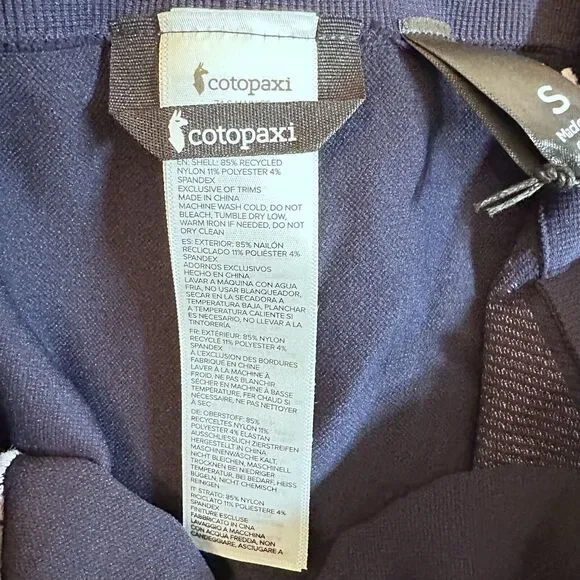 cotopaxi
cotopaxi
S
Made
EN: SHELL: 85% RECYCLED
NYLON 11% POLYESTER 4%
SPANDEX
EXCLUSIVE OF TRIMS
MADE IN CHINA
MACHINE WASH COLD, DO NOT
BLEACH, TUMBLE DRY LOW,
WARM IRON IF NEEDED, DO NOT
DRY CLEAN
ES: EXTERIOR: 85% NAILÓN
RECLICLADO 11% POLIÉSTER 4%
SPANDEX
ADORNOS EXCLUSIVOS
HECHO EN CHINA
LAVAR A MÁQUINA CON AGUA
FRIA, NO USAR BLANQUEADOR,
SECAR EN LA SECADORA A
TEMPERATURA BAJA, PLANCHAR
A TEMPERATURA CALIENTE SI
ES NECESARIO, NO LLEVAR A LA
TINTORERÍA
FR: EXTÉRIEUR: 85% NYLON
RECYCLÉ 11% POLYESTER 4%
SPANDEX
À L'EXCLUSION DES BORDURES
FABRIQUÉ EN CHINE
LAVER À LA MACHINE À
FROID, NE PAS BLANCHIR
SÉCHER EN MACHINE À BASSE
TEMPÉRATURE, FER CHAUD SI
NÉCESSAIRE, NE PAS NETTOYER
À SEC
DE: OBERSTOFF: 85%
RECYCELTES NYLON 11%
POLYESTER 4% ELASTAN
AUSSCHLIESSLICH ZIERSTREIFEN
HERGESTELLT IN CHINA
MASCHINENWÄSCHE KALT,
NICHT BLEICHEN, MASCHINELL
TROCKNEN BEI NIEDRIGER
TEMPERATUR, BEI BEDARF, HEISS
BÜGELN, NICHT CHEMISCH
REINIGEN
IT: STRATO: 85% NYLON
RICICLATO 11% POLIESTERE 4%
SPANDEX
FINITURE ESCLUSE
FABBRICATO IN CINA
LAVAGGIO A MACCHINA
CON ACQUA FREDDA, NON
CANDEGGIARE, ASCIUGARE A